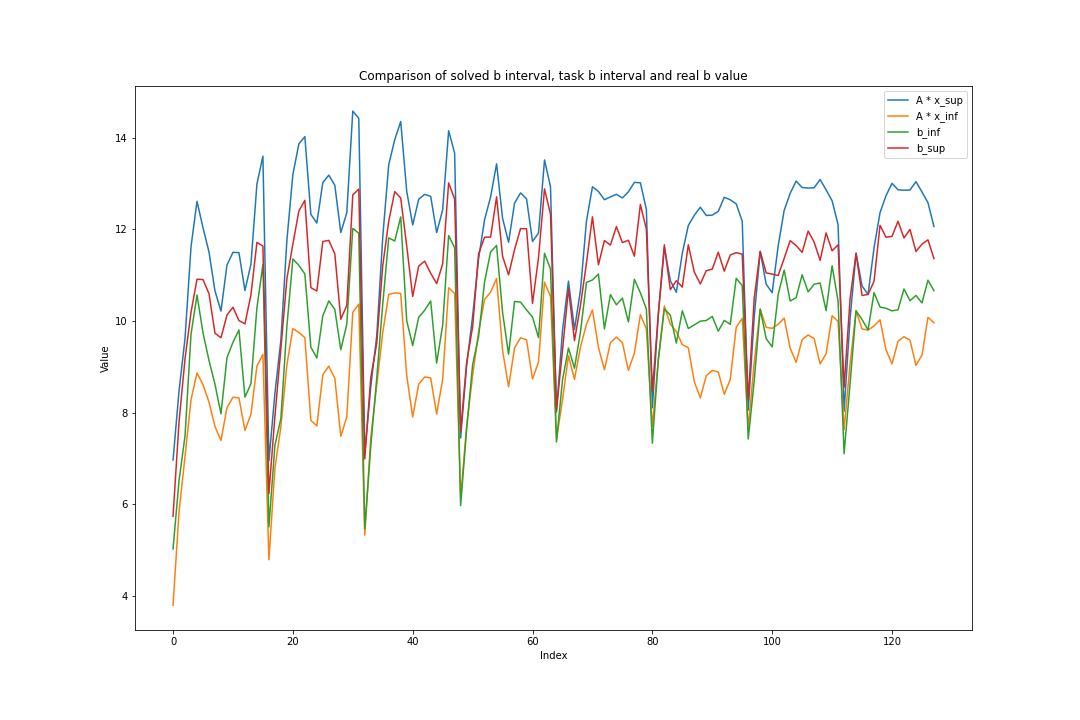 Comparison of solved b interval, task b interval and real b value
A * x_sup
A * x_inf
b_inf
b_sup
Value
14
12
10
8
6
4
0 20 40 60 80 100 120
Index